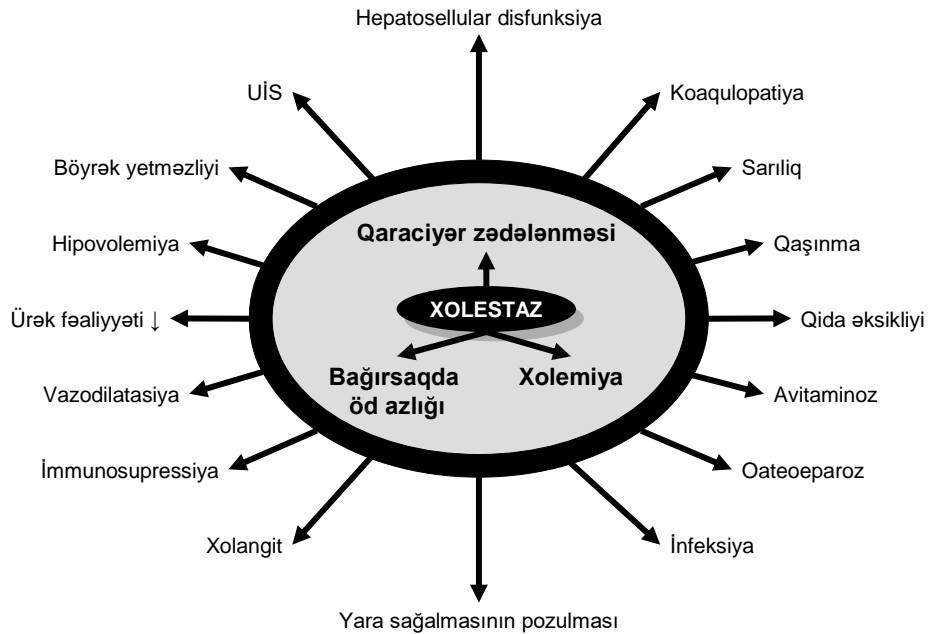 Hepatosellular disfunksiya
UİS
Koaqulopatiya
Böyrək yetməzliyi
Sarılıq
Qaraciyər zədələnməsi
Hipovolemiya
Qaşınma
XOLESTAZ
Ürək fəaliyyəti ↓
Qida əksikliyi
Bağırsaqda
öd azlığı
Xolemiya
Vazodilatasiya
Avitaminoz
İmmunosupressiya
Oateoeparoz
Xolangit
İnfeksiya
Yara sağalmasının pozulması